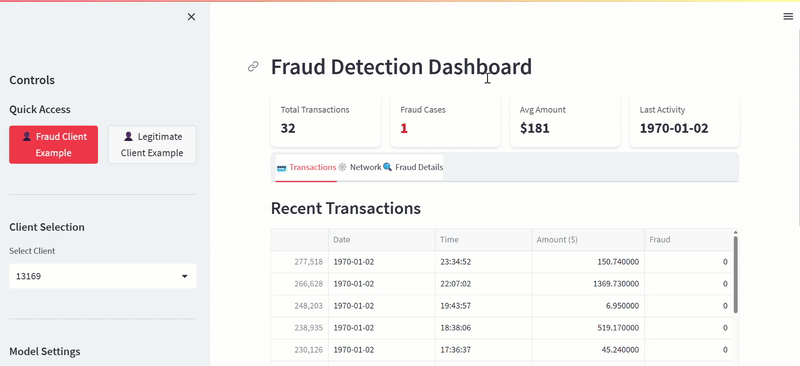 Controls
Quick Access
Fraud Client
Example
Legitimate
Client Example
Client Selection
Select Client
13169
Model Settings
Fraud Detection Dashboard
Total Transactions
32
Fraud Cases
1
Avg Amount
$181
Last Activity
1970-01-02
Transactions Network Fraud Details
Recent Transactions
Date Time Amount ($) Fraud
277,518 1970-01-02 23:34:52 150.740000 0
266,628 1970-01-02 22:07:02 1369.730000 0
248,203 1970-01-02 19:43:57 6.950000 0
238,935 1970-01-02 18:38:06 519.170000 0
230,126 1970-01-02 17:36:37 45.240000 0